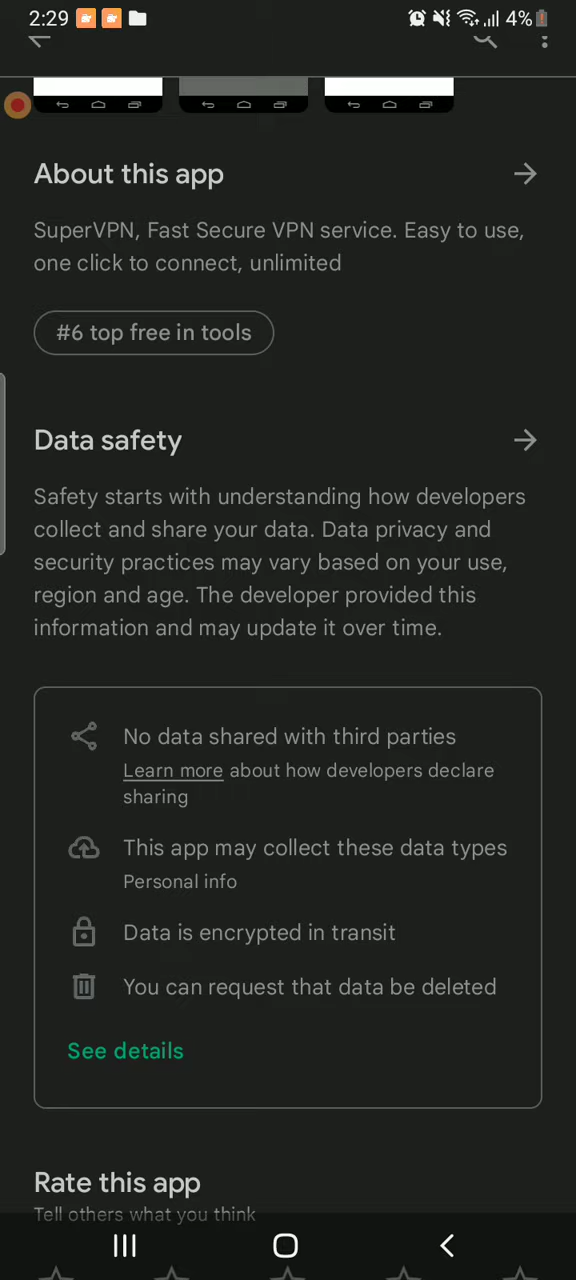 2:29 4%
About this app
SuperVPN, Fast Secure VPN service. Easy to use,
one click to connect, unlimited
#6 top free in tools
Data safety
Safety starts with understanding how developers
collect and share your data. Data privacy and
security practices may vary based on your use,
region and age. The developer provided this
information and may update it over time.
No data shared with third parties
Learn more about how developers declare
sharing
This app may collect these data types
Personal info
Data is encrypted in transit
You can request that data be deleted
See details
Rate this app
Tell others what you think